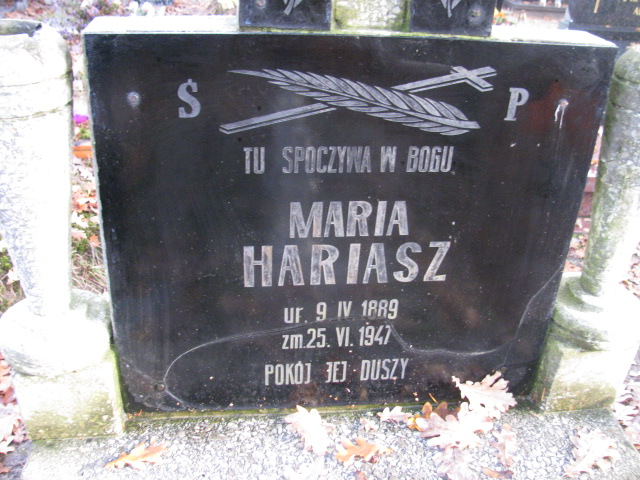 Ś P
TU SPOCZYWA W BOGU
MARIA
HARIASZ
ur. 9 IV 1889
zm. 25. VI. 1947
POKÓJ JEJ DUSZY